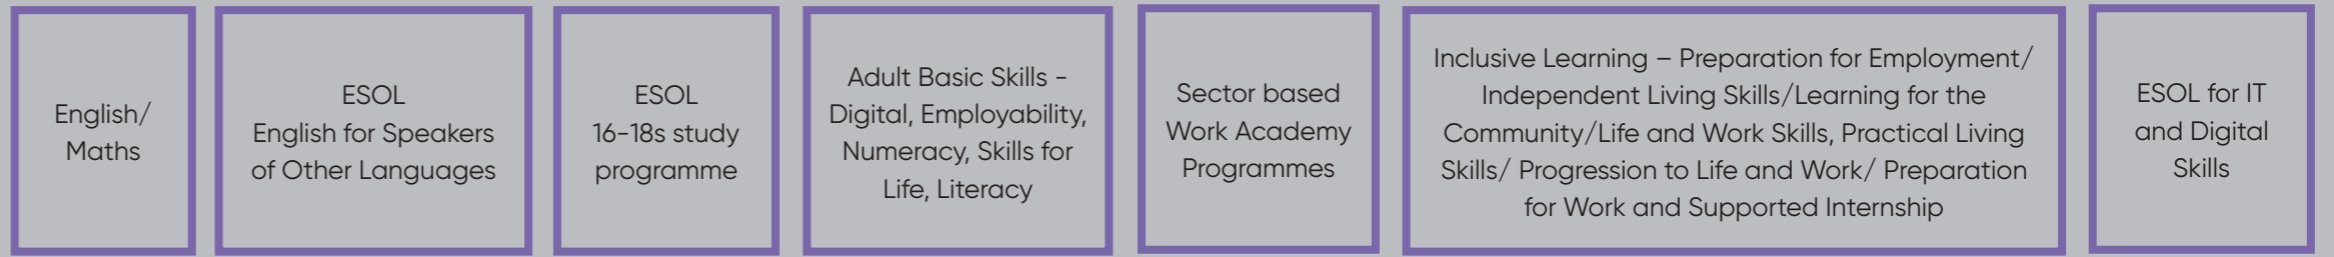 English/
Maths
ESOL
English for Speakers
of Other Languages
ESOL
16-18s study
programme
Adult Basic Skills -
Digital, Employability,
Numeracy, Skills for
Life, Literacy
Sector based
Work Academy
Programmes
Inclusive Learning – Preparation for Employment/
Independent Living Skills/Learning for the
Community/Life and Work Skills, Practical Living
Skills/ Progression to Life and Work/ Preparation
for Work and Supported Internship
ESOL for IT
and Digital
Skills